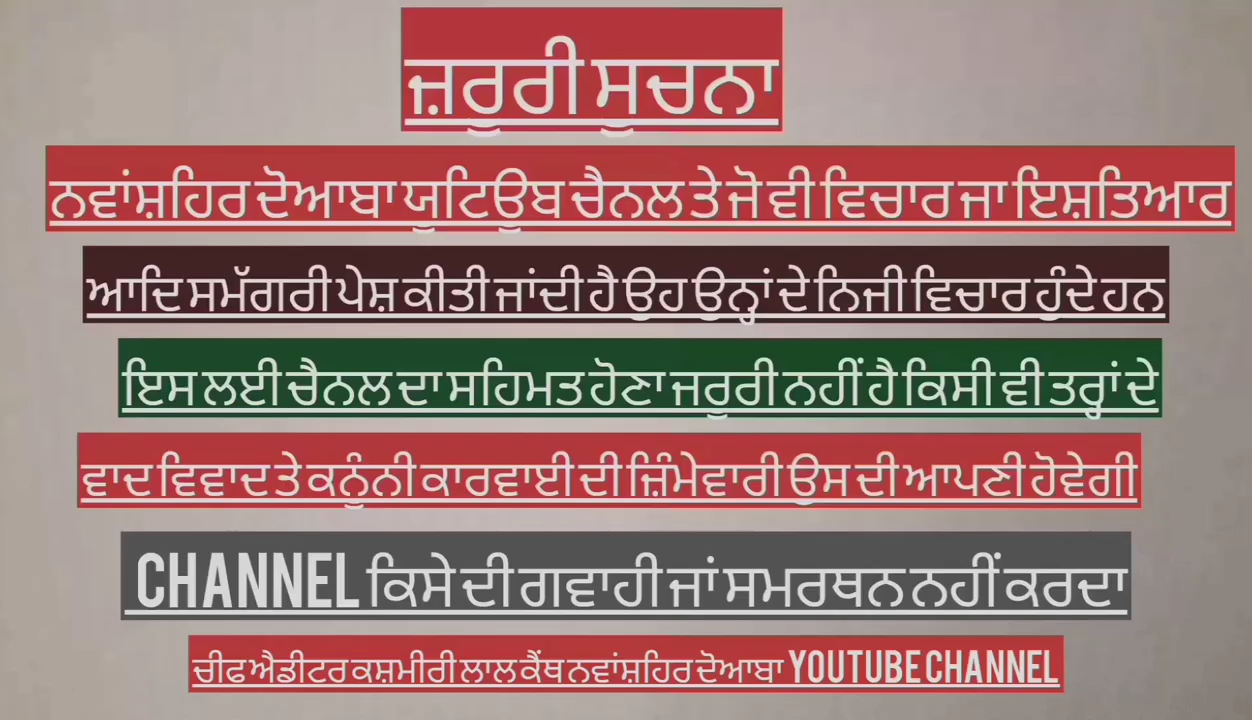 ਜ਼ਰੂਰੀ ਸੂਚਨਾ
ਨਵਾਂਸ਼ਹਿਰ ਦੋਆਬਾ ਯੁਟਿਊਬ ਚੈਨਲ ਤੇ ਜੋ ਵੀ ਵਿਚਾਰ ਜਾ ਇਸ਼ਤਿਆਰ
ਆਦਿ ਸਮੱਗਰੀ ਪੇਸ਼ ਕੀਤੀ ਜਾਂਦੀ ਹੈ ਉਹ ਉਨ੍ਹਾਂ ਦੇ ਨਿਜੀ ਵਿਚਾਰ ਹੁੰਦੇ ਹਨ
ਇਸ ਲਈ ਚੈਨਲ ਦਾ ਸਹਿਮਤ ਹੋਣਾ ਜਰੂਰੀ ਨਹੀਂ ਹੈ ਕਿਸੀ ਵੀ ਤਰ੍ਹਾਂ ਦੇ
ਵਾਦ ਵਿਵਾਦ ਤੇ ਕਨੂੰਨੀ ਕਾਰਵਾਈ ਦੀ ਜ਼ਿੰਮੇਵਾਰੀ ਉਸ ਦੀ ਆਪਣੀ ਹੋਵੇਗੀ
CHANNEL ਕਿਸੇ ਦੀ ਗਵਾਹੀ ਜਾਂ ਸਮਰਥਨ ਨਹੀਂ ਕਰਦਾ
ਚੀਫ ਐਡੀਟਰ ਕਸ਼ਮੀਰੀ ਲਾਲ ਕੈਂਥ ਨਵਾਂਸ਼ਹਿਰ ਦੋਆਬਾ YOUTUBE CHANNEL